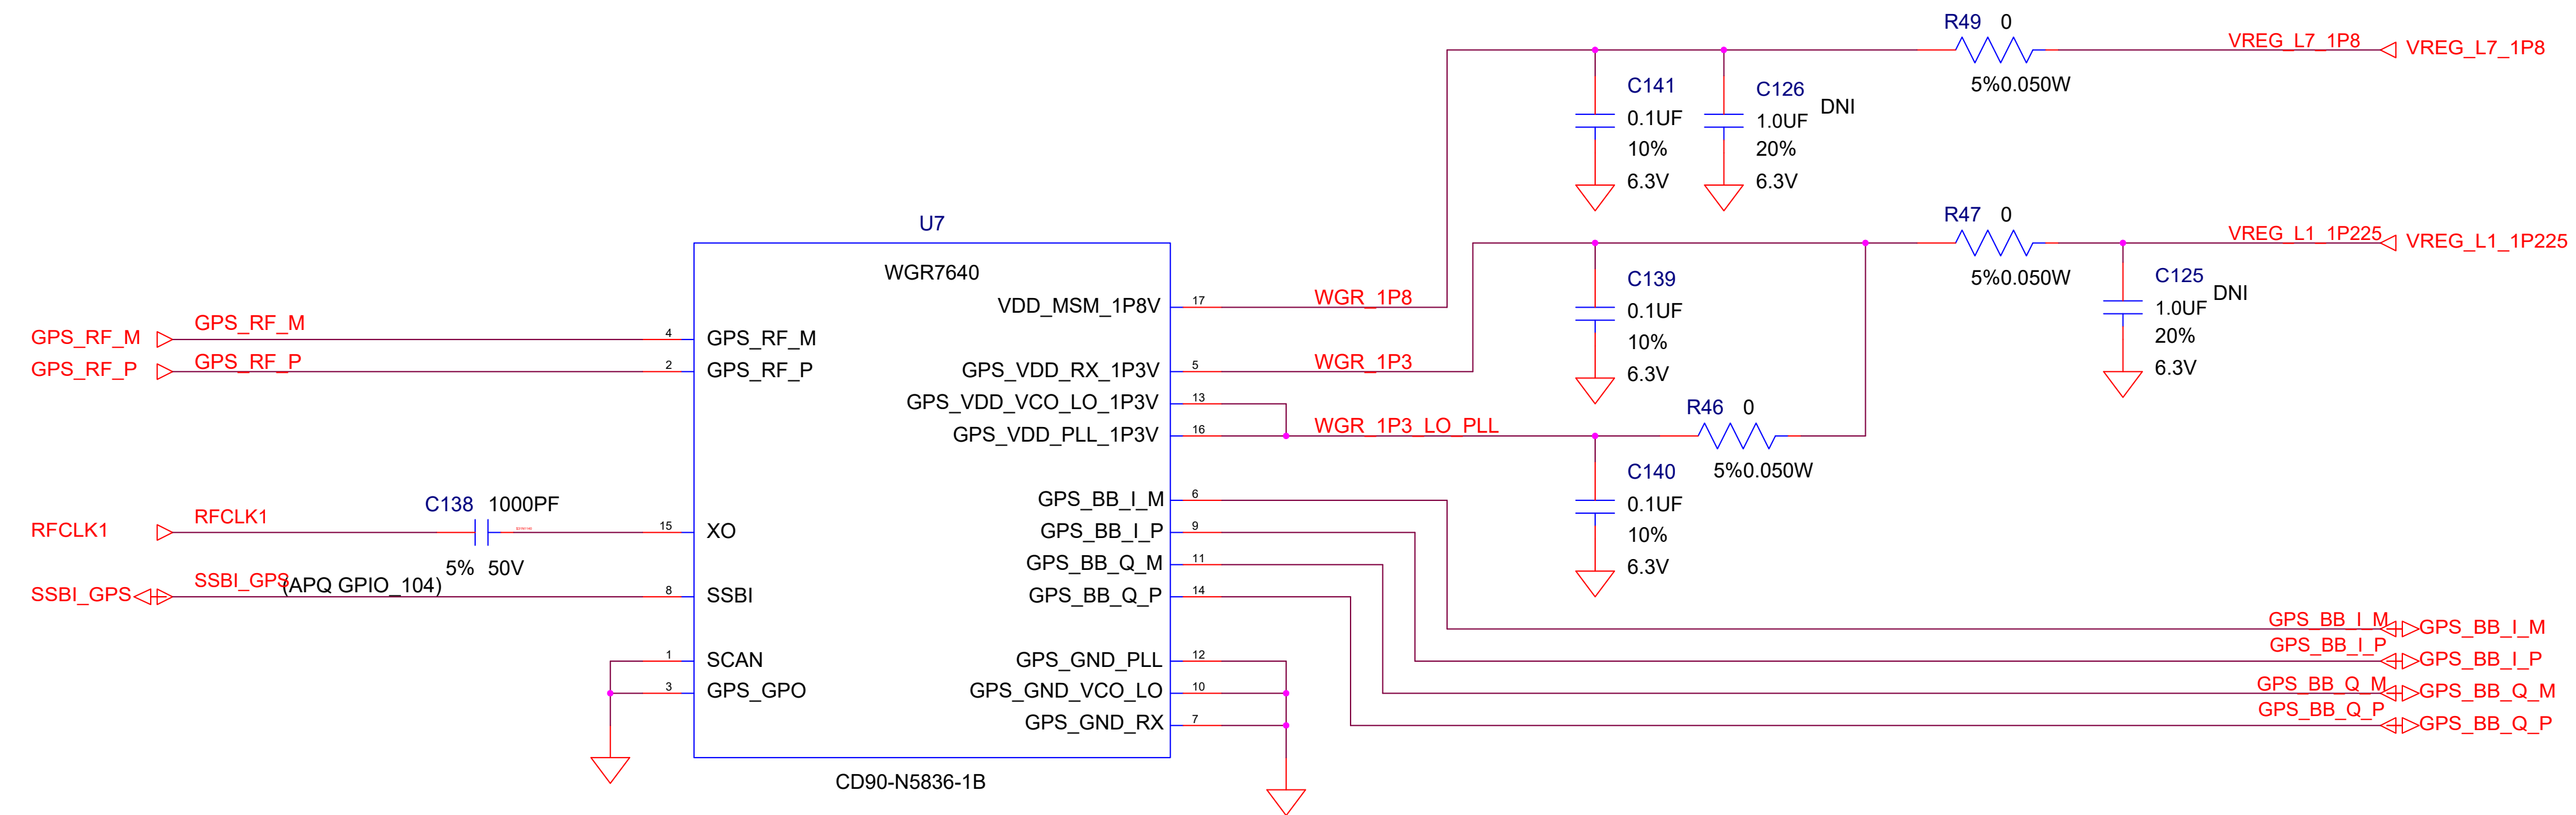 R49 0
VREG_L7_1P8
VREG_L7_1P8
5%0.050W
C141
0.1UF
10%
6.3V
C126
DNI
1.0UF
20%
6.3V
R47 0
VREG_L1_1P225
VREG_L1_1P225
5%0.050W
C125
DNI
1.0UF
20%
6.3V
C139
0.1UF
10%
6.3V
R46 0
5%0.050W
C140
0.1UF
10%
6.3V
U7
WGR7640
GPS_RF_M
GPS_RF_M
4
GPS_RF_M
GPS_RF_P
GPS_RF_P
2
GPS_RF_P
RFCLK1
RFCLK1
C138 1000PF
5% 50V
15
XO
SSBI_GPS
SSBI_GPS
(APQ GPIO_104)
8
SSBI
1
SCAN
3
GPS_GPO
VDD_MSM_1P8V
17
WGR_1P8
GPS_VDD_RX_1P3V
5
WGR_1P3
GPS_VDD_VCO_LO_1P3V
13
GPS_VDD_PLL_1P3V
16
WGR_1P3_LO_PLL
GPS_BB_I_M
6
GPS_BB_I_P
9
GPS_BB_Q_M
11
GPS_BB_Q_P
14
GPS_GND_PLL
12
GPS_GND_VCO_LO
10
GPS_GND_RX
7
GPS_BB_I_M
GPS_BB_I_M
GPS_BB_I_P
GPS_BB_I_P
GPS_BB_Q_M
GPS_BB_Q_M
GPS_BB_Q_P
GPS_BB_Q_P
CD90-N5836-1B